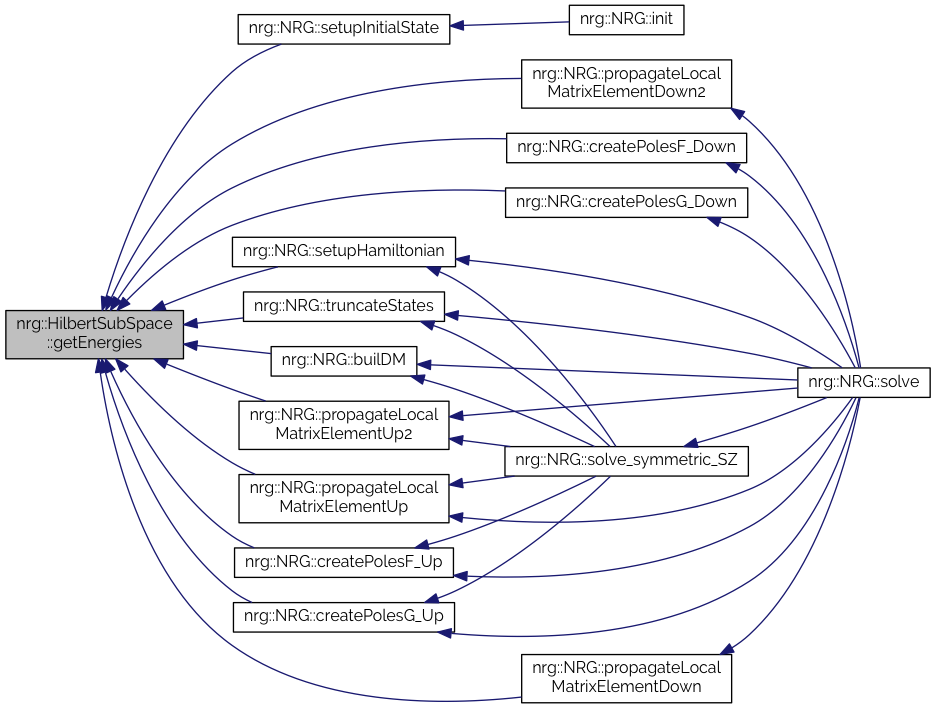 nrg::NRG::setupInitialState
nrg::NRG::init
nrg::NRG::propagateLocal
MatrixElementDown2
nrg::NRG::createPolesF_Down
nrg::NRG::createPolesG_Down
nrg::NRG::setupHamiltonian
nrg::NRG::truncateStates
nrg::HilbertSubSpace
::getEnergies
nrg::NRG::builDM
nrg::NRG::solve
nrg::NRG::propagateLocal
MatrixElementUp2
nrg::NRG::solve_symmetric_SZ
nrg::NRG::propagateLocal
MatrixElementUp
nrg::NRG::createPolesF_Up
nrg::NRG::createPolesG_Up
nrg::NRG::propagateLocal
MatrixElementDown